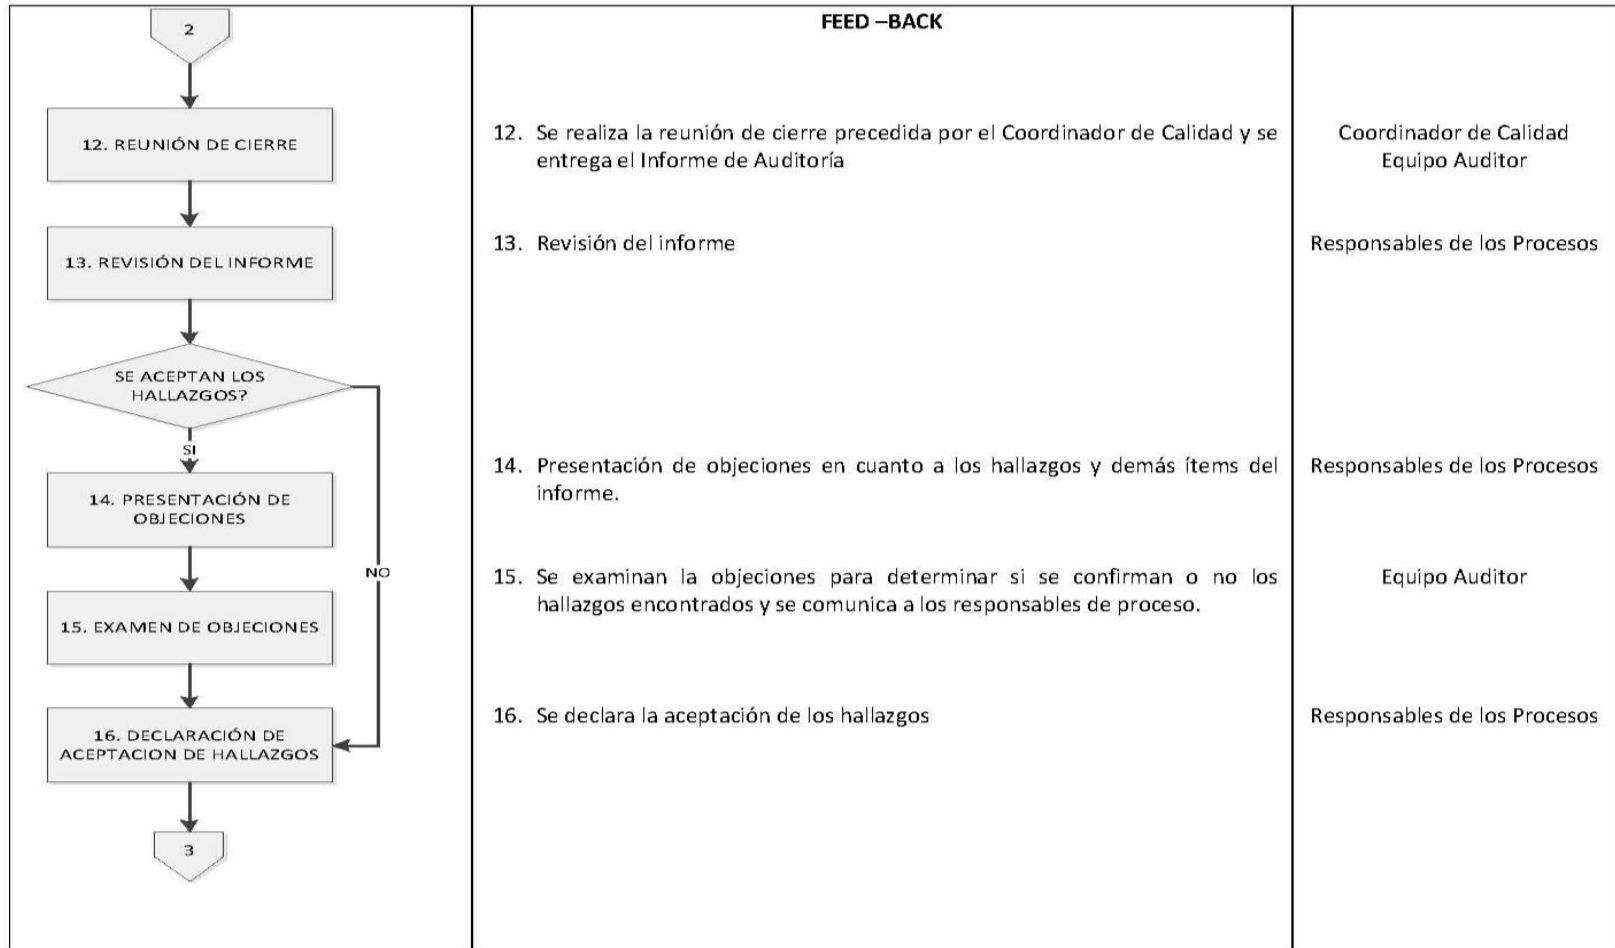 2
12. REUNIÓN DE CIERRE
13. REVISIÓN DEL INFORME
SE ACEPTAN LOS
HALLAZGOS?
SI
14. PRESENTACIÓN DE
OBJECIONES
NO
15. EXAMEN DE OBJECIONES
16. DECLARACIÓN DE
ACEPTACION DE HALLAZGOS
3
FEED –BACK
12. Se realiza la reunión de cierre precedida por el Coordinador de Calidad y se
entrega el Informe de Auditoría
13. Revisión del informe
14. Presentación de objeciones en cuanto a los hallazgos y demás ítems del
informe.
15. Se examinan la objeciones para determinar si se confirman o no los
hallazgos encontrados y se comunica a los responsables de proceso.
16. Se declara la aceptación de los hallazgos
Coordinador de Calidad
Equipo Auditor
Responsables de los Procesos
Responsables de los Procesos
Equipo Auditor
Responsables de los Procesos